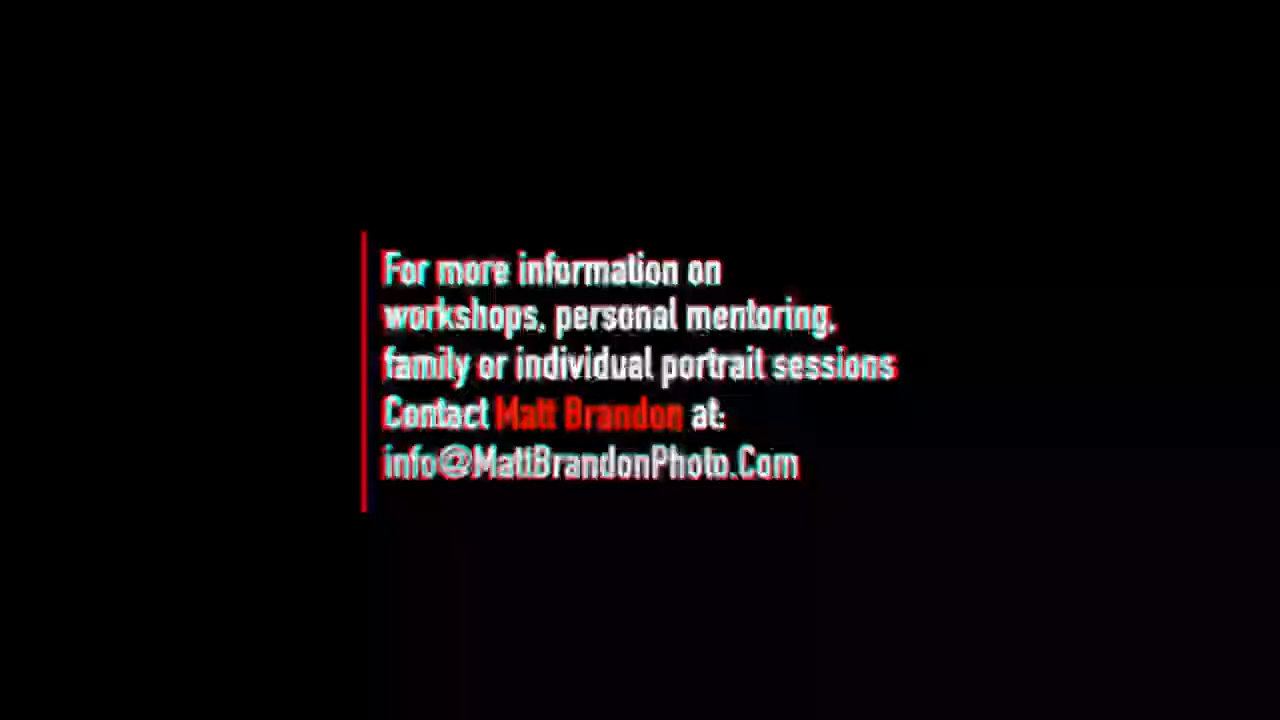 For more information on
workshops, personal mentoring,
family or individual portrait sessions
Contact Matt Brandon at:
info@MattBrandonPhoto.Com